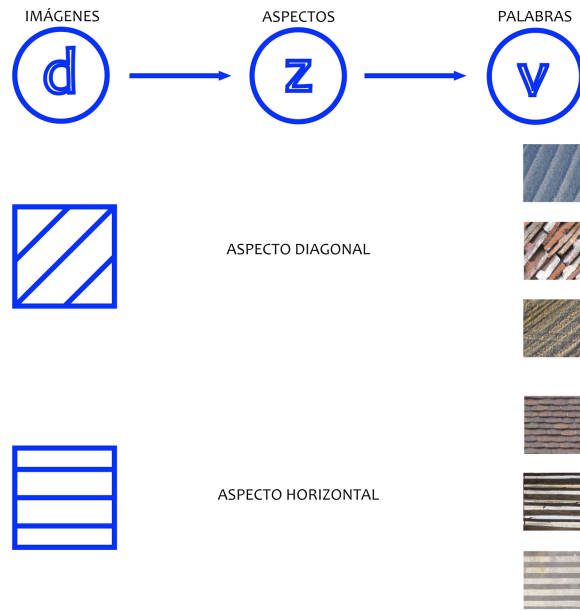 IMÁGENES ASPECTOS PALABRAS
d z v
ASPECTO DIAGONAL
ASPECTO HORIZONTAL